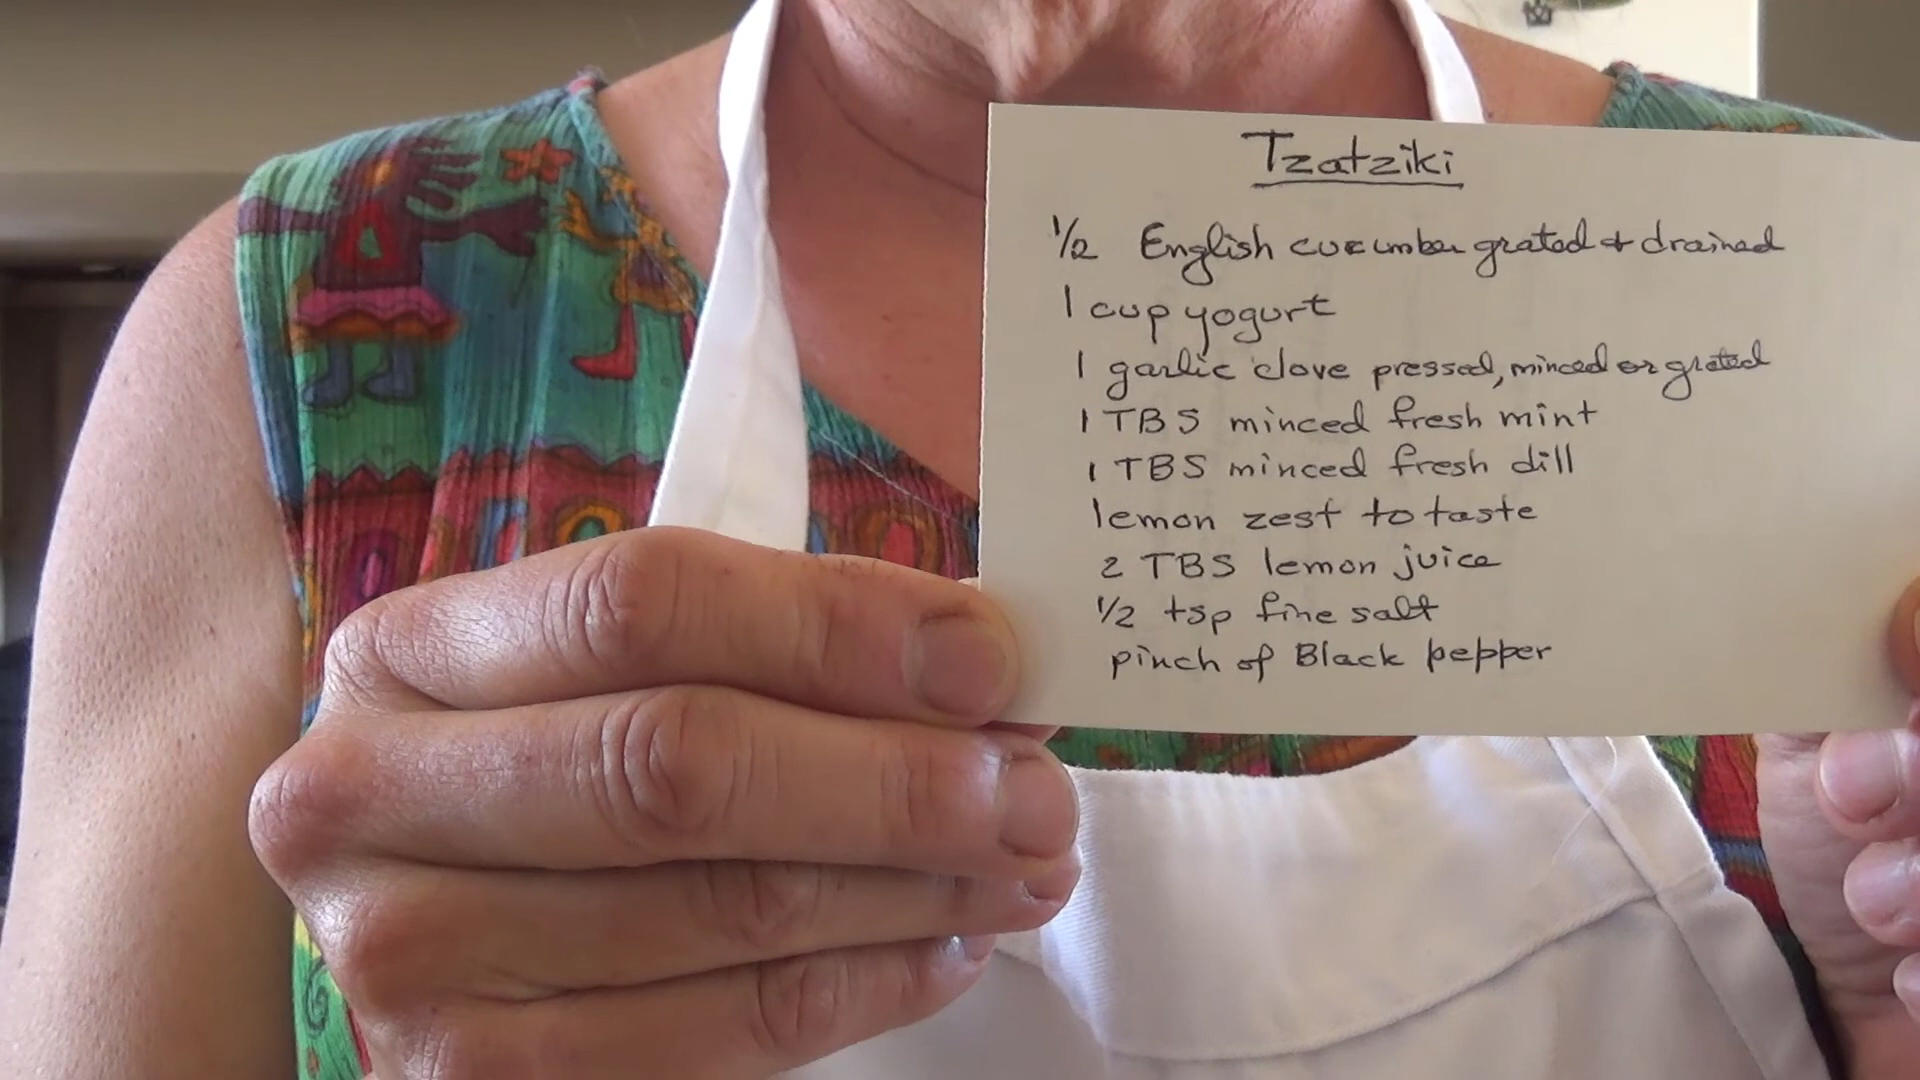 Tzatziki
1/2 English cucumber grated & drained
1 cup yogurt
1 garlic clove pressed, minced or grated
1 TBS minced fresh mint
1 TBS minced fresh dill
lemon zest to taste
2 TBS lemon juice
1/2 tsp fine salt
pinch of Black pepper